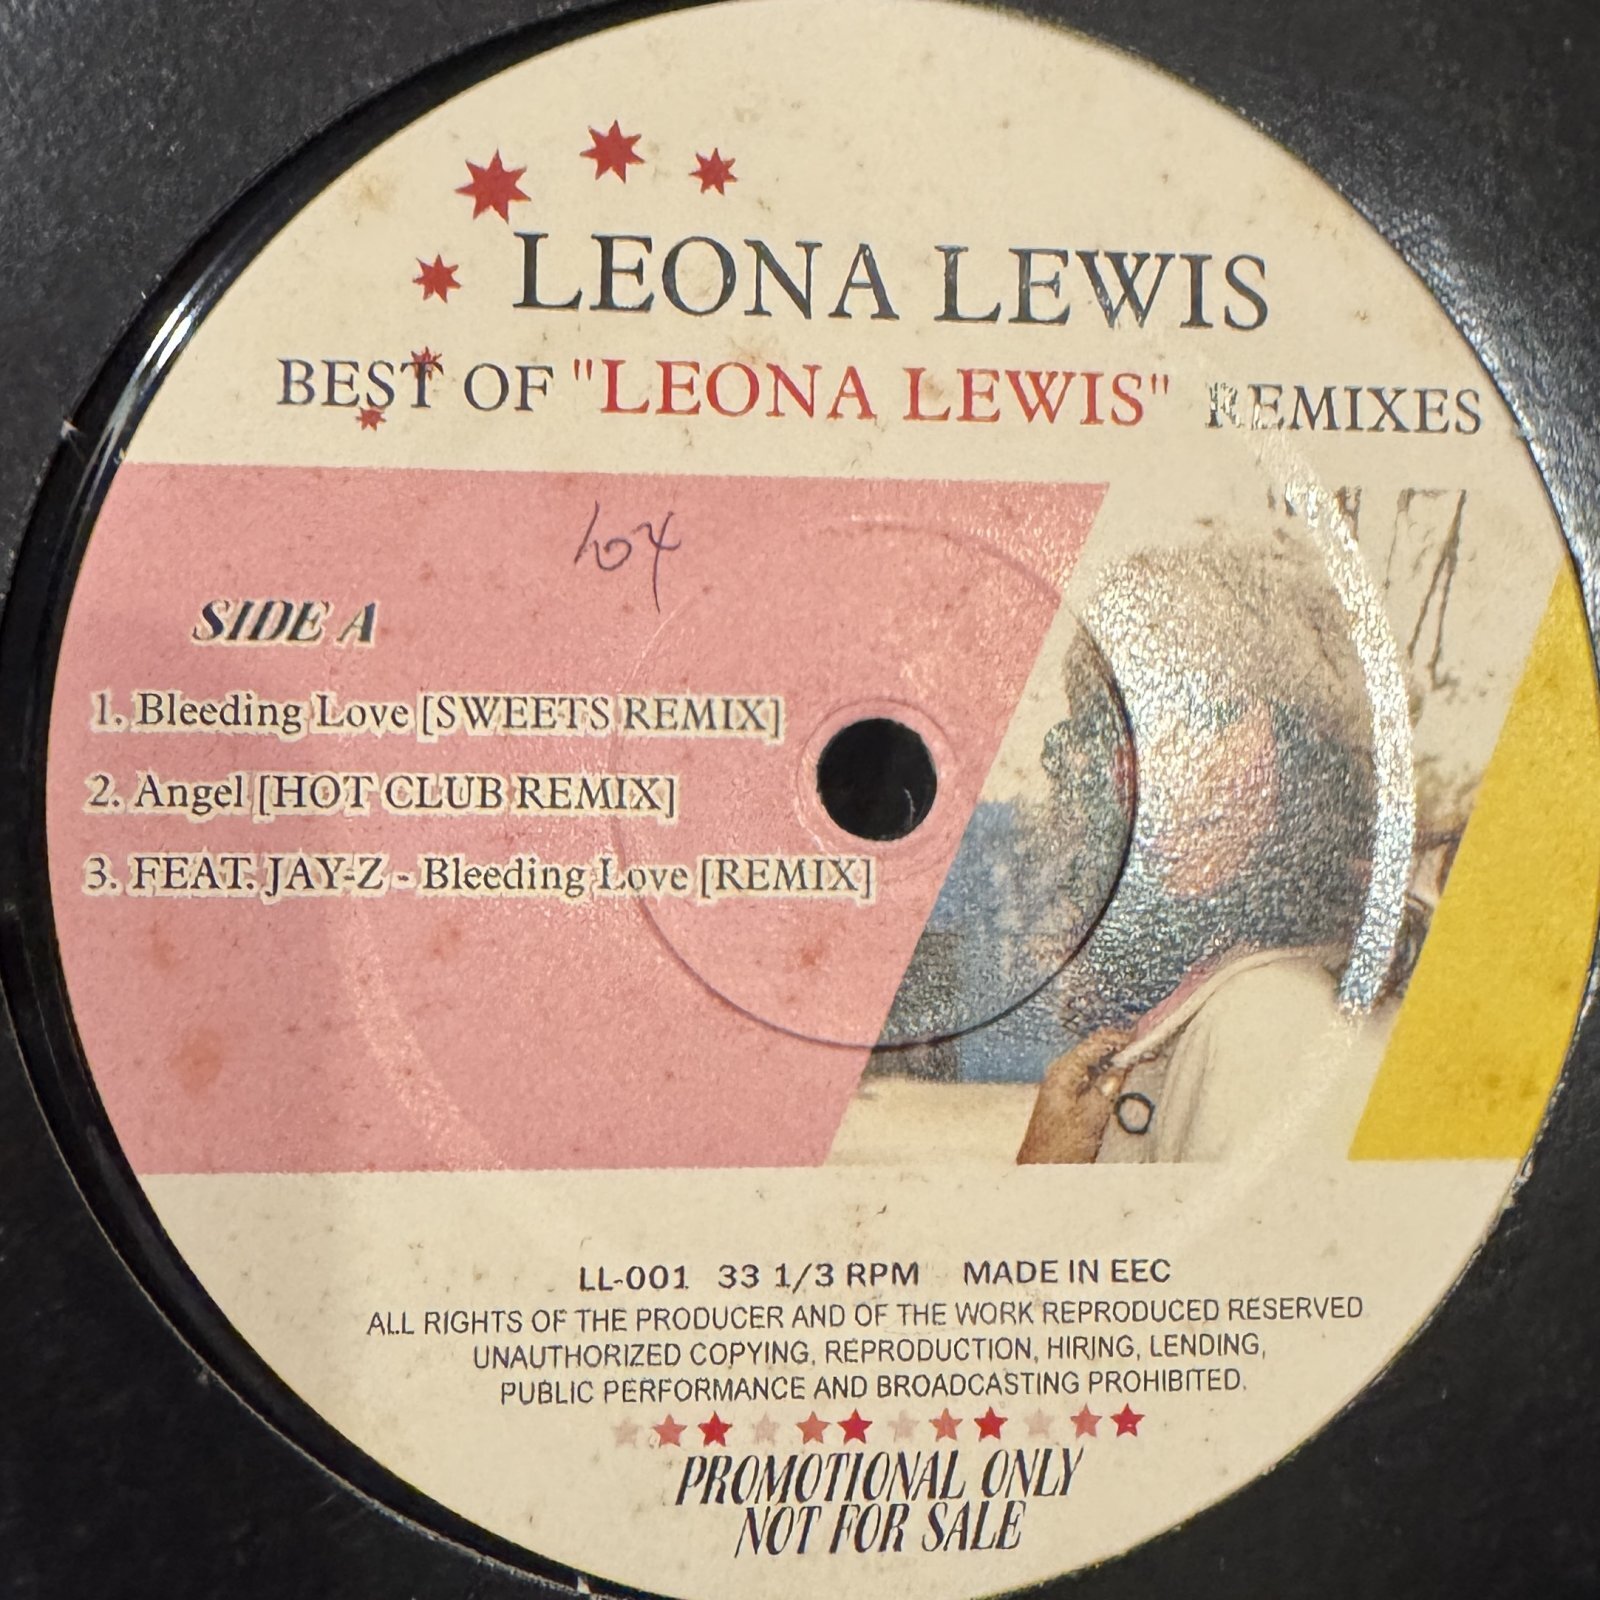 LEONA LEWIS
BEST OF "LEONA LEWIS" REMIXES
104
SIDE A
1. Bleeding Love [SWEETS REMIX]
2. Angel [HOT CLUB REMIX]
3. FEAT. JAY-Z - Bleeding Love [REMIX]
LL-001 33 1/3 RPM MADE IN EEC
ALL RIGHTS OF THE PRODUCER AND OF THE WORK REPRODUCED RESERVED
UNAUTHORIZED COPYING, REPRODUCTION, HIRING, LENDING,
PUBLIC PERFORMANCE AND BROADCASTING PROHIBITED.
PROMOTIONAL ONLY
NOT FOR SALE